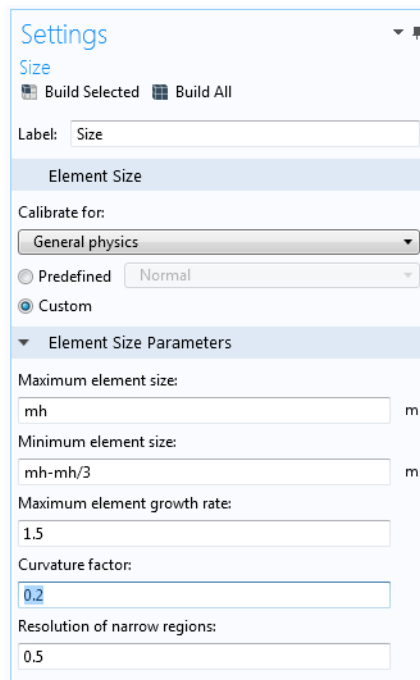 Settings
Size
Build Selected Build All
Label: Size
Element Size
Calibrate for:
General physics
Predefined Normal
Custom
Element Size Parameters
Maximum element size:
mh m
Minimum element size:
mh-mh/3 m
Maximum element growth rate:
1.5
Curvature factor:
0.2
Resolution of narrow regions:
0.5